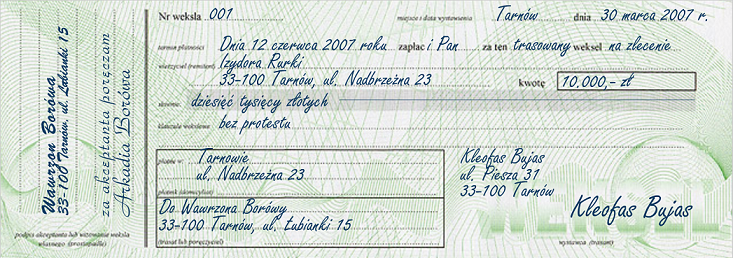 Nr weksla 001 miejsce i data wystawienia Tarnów dnia 30 marca 2007 r.
termin płatności Dnia 12 czerwca 2007 roku zapłaci Pan za ten trasowany weksel na zlecenie
wierzyciel (remitent) Izydora Rurki
33-100 Tarnów, ul. Nadbrzeżna 23 kwotę 10.000,- zł
słownie dziesięć tysięcy złotych
klauzule wekslowe bez protestu
płatny w Tarnowie
ul. Nadbrzeżna 23
płatnik (domicyliat)
Do Wawrzona Borówy
33-100 Tarnów, ul. Łubianki 15
(trasat lub poręczyciel)
Kleofas Bujas
ul. Piesza 31
33-100 Tarnów
WEKSEL
Kleofas Bujas
wystawca (trasant)
Wawrzon Borówa
33-100 Tarnów, ul. Łubianki 15
za akceptanta poręczam
Arkadia Borówa
podpis akceptanta lub wizowanie weksla
własnego (prostopadle)